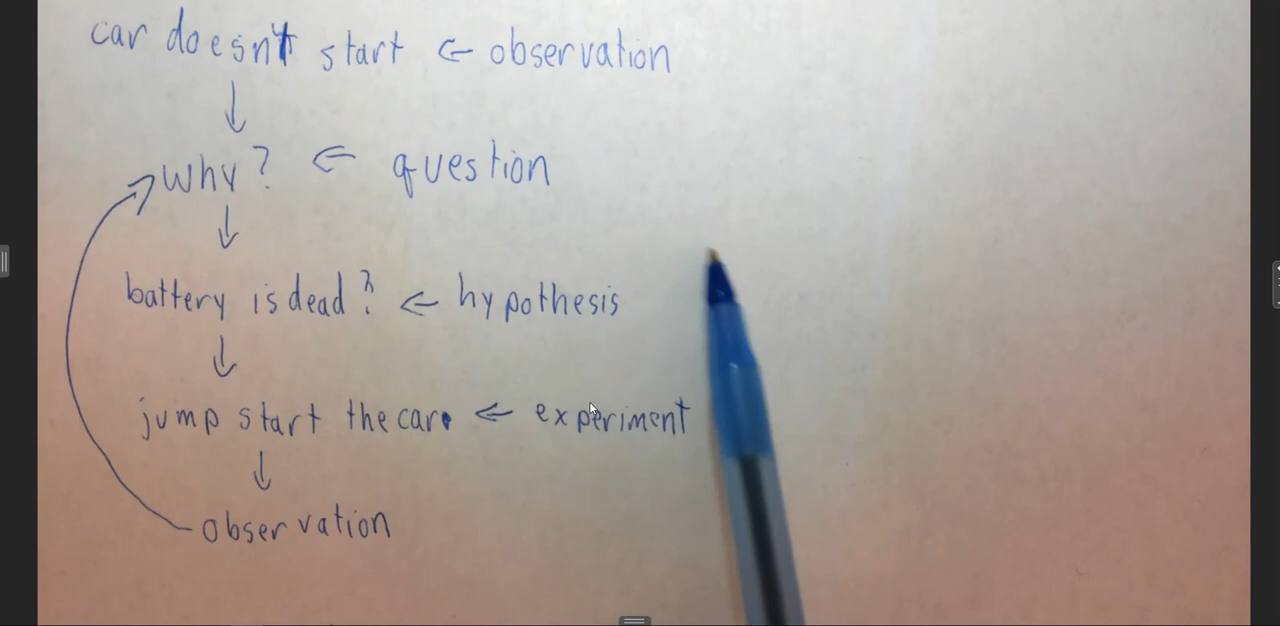 car doesn't start ← observation
↓
why? ← question
↓
battery is dead? ← hypothesis
↓
jump start the car. ← experiment
↓
observation